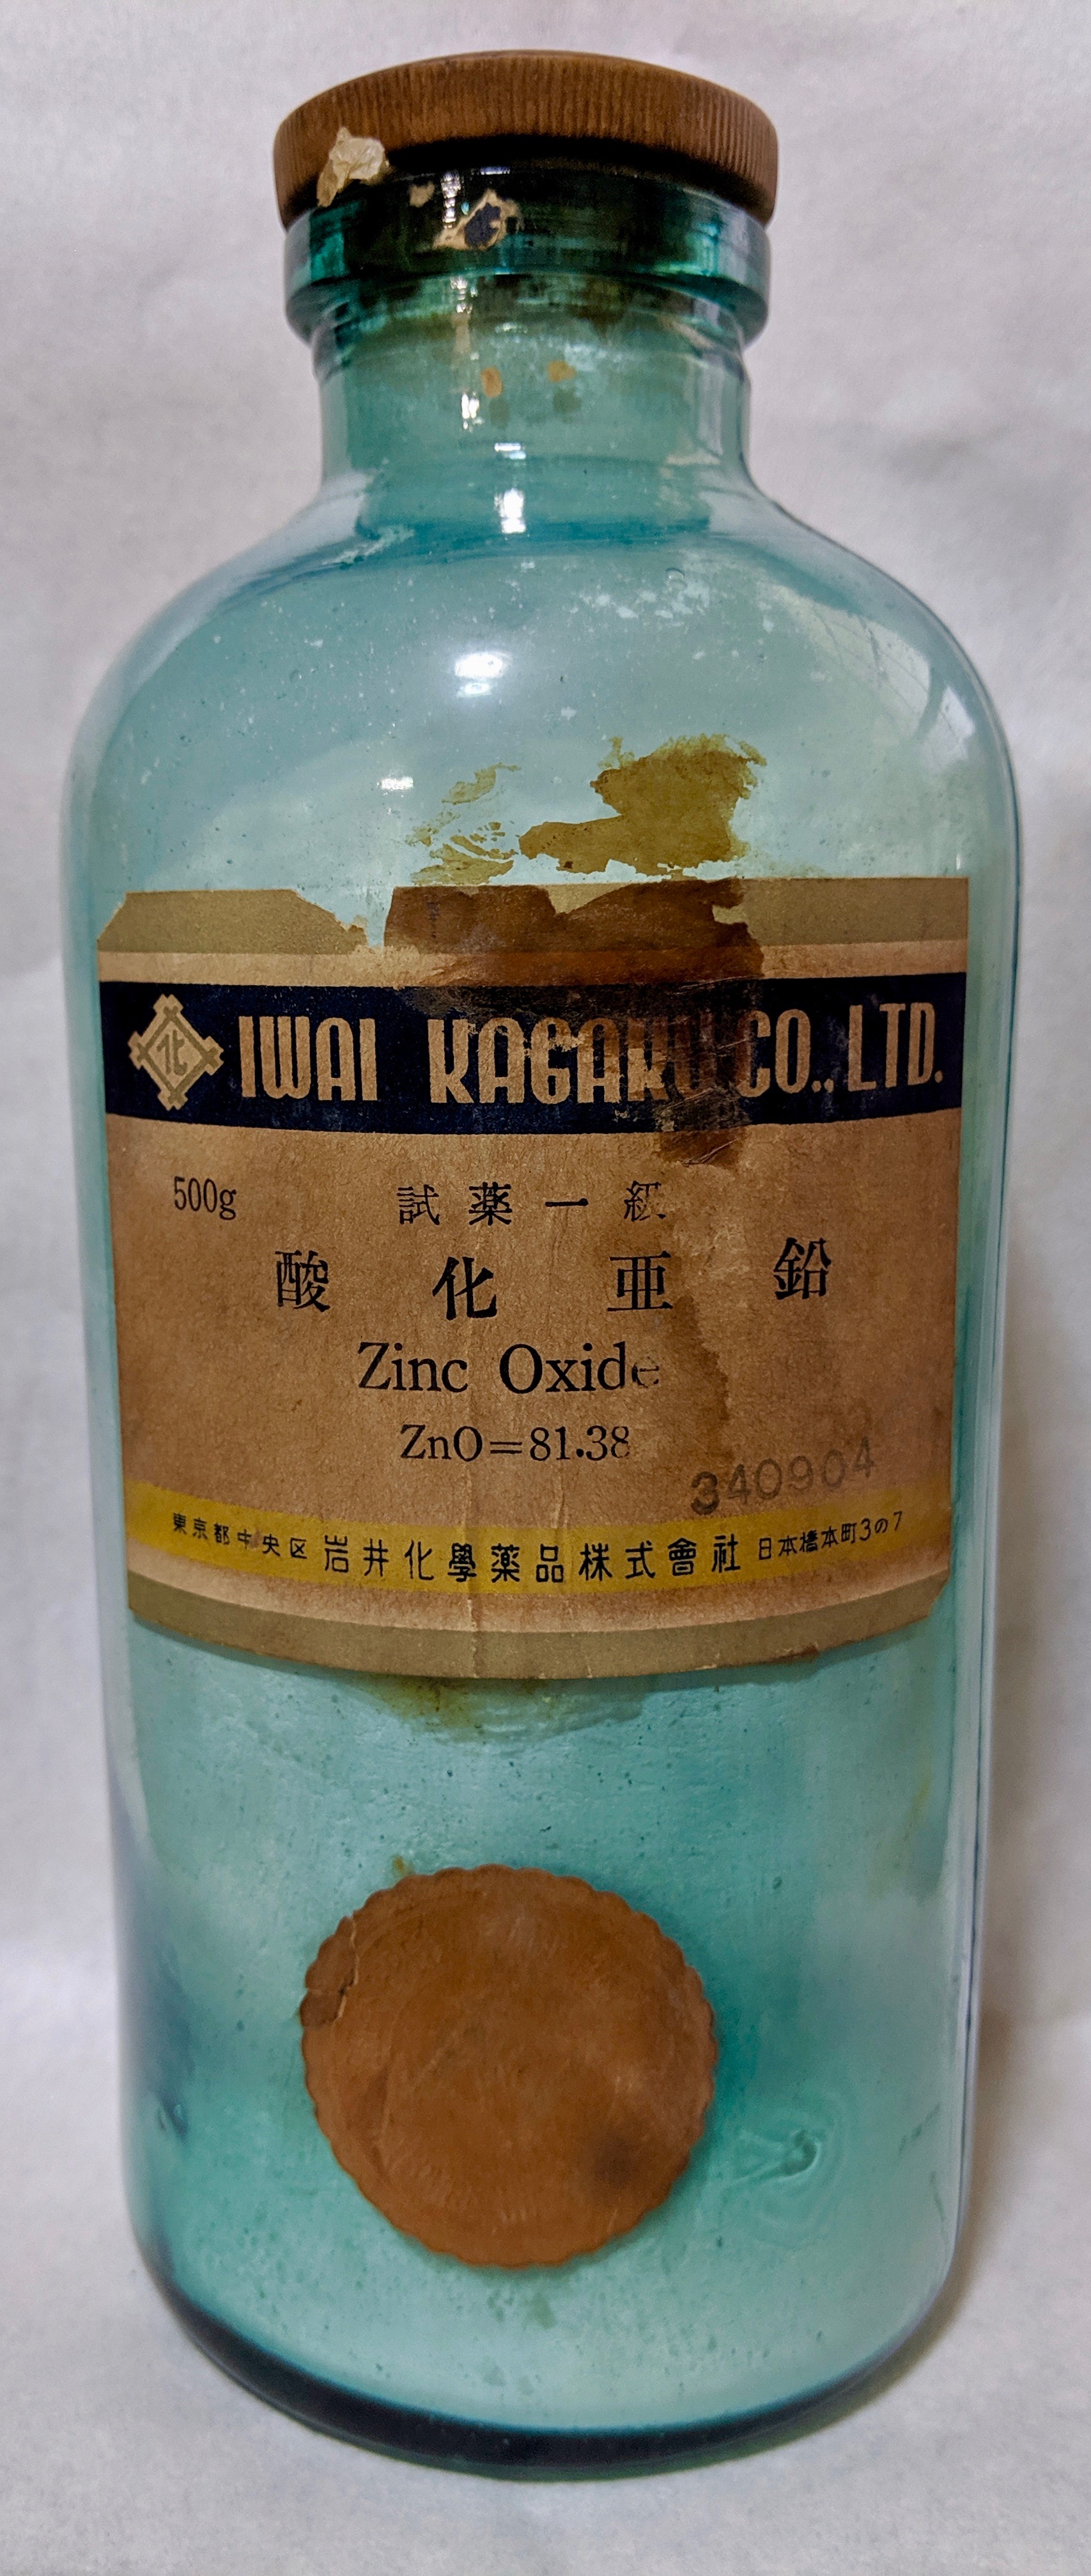 化
IWAI KAGAKU CO., LTD.
500g
試薬一級
酸化亜鉛
Zinc Oxide
ZnO=81.38
340904
東京都中央区 岩井化學薬品株式會社 日本橋本町3の7